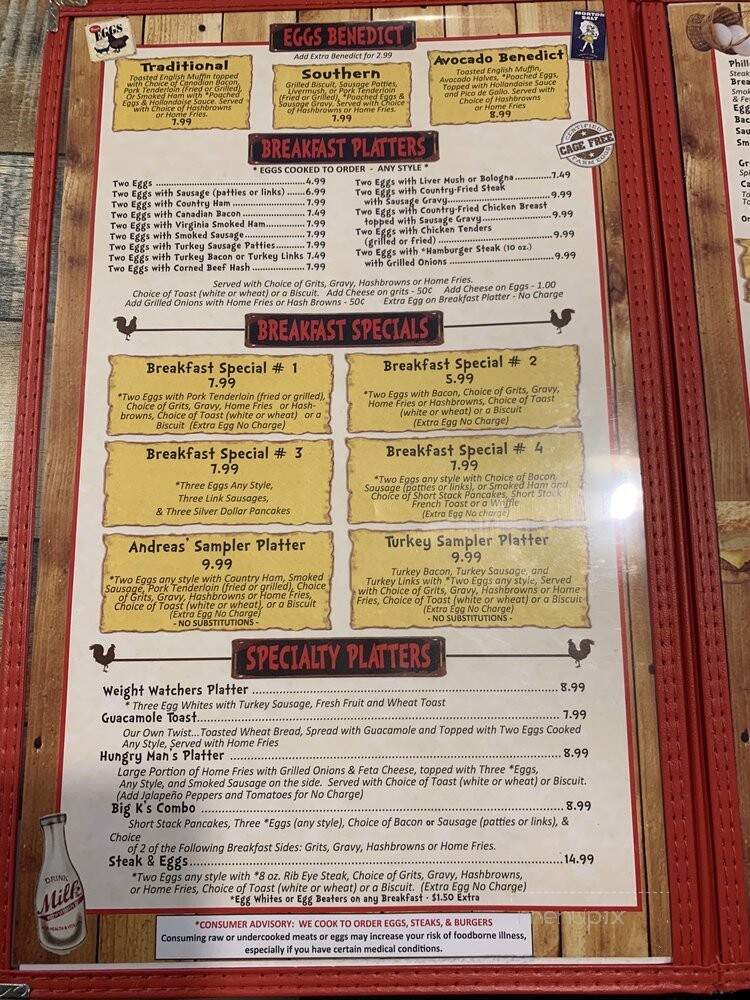 EGGS
MORTON
SALT
EGGS BENEDICT
Add Extra Benedict for 2.99
Traditional
Toasted English Muffin topped
with Choice of Canadian Bacon,
Pork Tenderloin (Fried or Grilled),
Or Smoked Ham with *Poached
Eggs & Hollandaise Sauce. Served
with Choice of Hashbrowns
or Home Fries.
7.99
Southern
Grilled Biscuit, Sausage Patties,
Livermush, or Pork Tenderloin
(Fried or Grilled), *Poached Eggs &
Sausage Gravy. Served with Choice
of Hashbrowns or Home Fries.
7.99
Avocado Benedict
Toasted English Muffin,
Avocado Halves, *Poached Eggs,
Topped with Hollandaise Sauce
and Pico de Gallo. Served with
Choice of Hashbrowns
or Home Fries
8.99
CERTIFIED
CAGE FREE
FARM EGGS
BREAKFAST PLATTERS
* EGGS COOKED TO ORDER - ANY STYLE *
Two Eggs ..... 4.99
Two Eggs with Sausage (patties or links) ..... 6.99
Two Eggs with Country Ham ..... 7.99
Two Eggs with Canadian Bacon ..... 7.49
Two Eggs with Virginia Smoked Ham..... 7.99
Two Eggs with Smoked Sausage..... 7.99
Two Eggs with Turkey Sausage Patties..... 7.99
Two Eggs with Turkey Bacon or Turkey Links 7.49
Two Eggs with Corned Beef Hash ..... 7.99
Two Eggs with Liver Mush or Bologna..... 7.49
Two Eggs with Country-Fried Steak
with Sausage Gravy..... 9.99
Two Eggs with Country-Fried Chicken Breast
topped with Sausage Gravy ..... 9.99
Two Eggs with Chicken Tenders
(grilled or fried) ..... 9.99
Two Eggs with *Hamburger Steak (10 oz.)
with Grilled Onions ..... 9.99
Served with Choice of Grits, Gravy, Hashbrowns or Home Fries.
Choice of Toast (white or wheat) or a Biscuit. Add Cheese on grits - 50¢ Add Cheese on Eggs - 1.00
Add Grilled Onions with Home Fries or Hash Browns - 50¢ Extra Egg on Breakfast Platter - No Charge
BREAKFAST SPECIALS
Breakfast Special # 1
7.99
*Two Eggs with Pork Tenderloin (fried or grilled),
Choice of Grits, Gravy, Home Fries or Hash-
browns, Choice of Toast (white or wheat) or a
Biscuit (Extra Egg No Charge)
Breakfast Special # 2
5.99
*Two Eggs with Bacon, Choice of Grits, Gravy,
Home Fries or Hashbrowns, Choice of Toast
(white or wheat) or a Biscuit
(Extra Egg No Charge)
Breakfast Special # 3
7.99
*Three Eggs Any Style,
Three Link Sausages,
& Three Silver Dollar Pancakes
Breakfast Special # 4
7.99
*Two Eggs any style with Choice of Bacon,
Sausage (patties or links), or Smoked Ham and
Choice of Short Stack Pancakes, Short Stack
French Toast or a Waffle
(Extra Egg No charge)
Andreas' Sampler Platter
9.99
*Two Eggs any style with Country Ham, Smoked
Sausage, Pork Tenderloin (fried or grilled), Choice
of Grits, Gravy, Hashbrowns or Home Fries,
Choice of Toast (white or wheat), or a Biscuit
(Extra Egg No Charge)
- NO SUBSTITUTIONS -
Turkey Sampler Platter
9.99
Turkey Bacon, Turkey Sausage, and
Turkey Links with *Two Eggs any style, Served
with Choice of Grits, Gravy, Hashbrowns or Home
Fries, Choice of Toast (white or wheat) or a Biscuit
(Extra Egg No Charge)
- NO SUBSTITUTIONS -
SPECIALTY PLATTERS
Weight Watchers Platter ..... 8.99
* Three Egg Whites with Turkey Sausage, Fresh Fruit and Wheat Toast
Guacamole Toast..... 7.99
Our Own Twist...Toasted Wheat Bread, Spread with Guacamole and Topped with Two Eggs Cooked
Any Style, Served with Home Fries
Hungry Man's Platter ..... 8.99
Large Portion of Home Fries with Grilled Onions & Feta Cheese, topped with Three *Eggs,
Any Style, and Smoked Sausage on the side. Served with Choice of Toast (white or wheat) or Biscuit.
(Add Jalapeño Peppers and Tomatoes for No Charge)
Big K's Combo ..... 8.99
Short Stack Pancakes, Three *Eggs (any style), Choice of Bacon or Sausage (patties or links), &
Choice
of 2 of the Following Breakfast Sides: Grits, Gravy, Hashbrowns or Home Fries.
Steak & Eggs..... 14.99
*Two Eggs any style with *8 oz. Rib Eye Steak, Choice of Grits, Gravy, Hashbrowns,
or Home Fries, Choice of Toast (white or wheat) or a Biscuit. (Extra Egg No Charge)
*Egg Whites or Egg Beaters on any Breakfast - $1.50 Extra
DRINK
Milk
*CONSUMER ADVISORY: WE COOK TO ORDER EGGS, STEAKS, & BURGERS
Consuming raw or undercooked meats or eggs may increase your risk of foodborne illness,
especially if you have certain medical conditions.
menupix